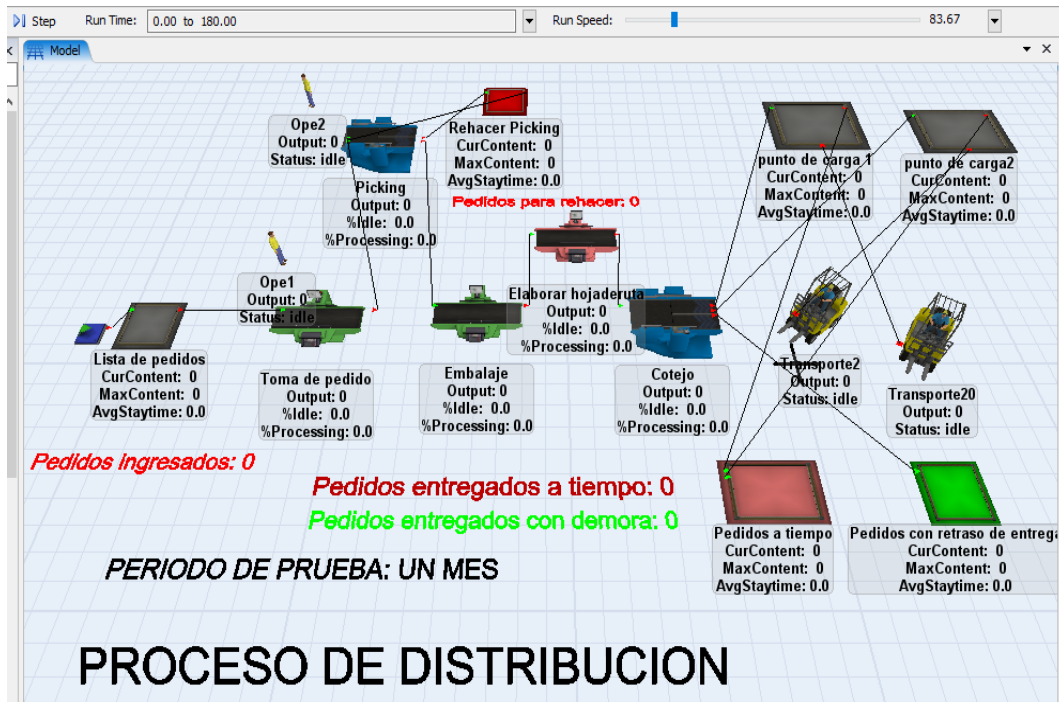 Step Run Time: 0.00 to 180.00 Run Speed: 83.67
Model
Ope2
Output: 0
Status: idle
Rehacer Picking
CurContent: 0
MaxContent: 0
AvgStaytime: 0.0
punto de carga 1
CurContent: 0
MaxContent: 0
AvgStaytime: 0.0
punto de carga2
CurContent: 0
MaxContent: 0
AvgStaytime: 0.0
Picking
Output: 0
%Idle: 0.0
%Processing: 0.0
Pedidos para rehacer: 0
Ope1
Output: 0
Status: idle
Elaborar hojaderuta
Output: 0
%Idle: 0.0
%Processing: 0.0
Lista de pedidos
CurContent: 0
MaxContent: 0
AvgStaytime: 0.0
Toma de pedido
Output: 0
%Idle: 0.0
%Processing: 0.0
Embalaje
Output: 0
%Idle: 0.0
%Processing: 0.0
Cotejo
Output: 0
%Idle: 0.0
%Processing: 0.0
Transporte2
Output: 0
Status: idle
Transporte20
Output: 0
Status: idle
Pedidos ingresados: 0
Pedidos entregados a tiempo: 0
Pedidos entregados con demora: 0
Pedidos a tiempo
CurContent: 0
MaxContent: 0
AvgStaytime: 0.0
Pedidos con retraso de entrega
CurContent: 0
MaxContent: 0
AvgStaytime: 0.0
PERIODO DE PRUEBA: UN MES
PROCESO DE DISTRIBUCION